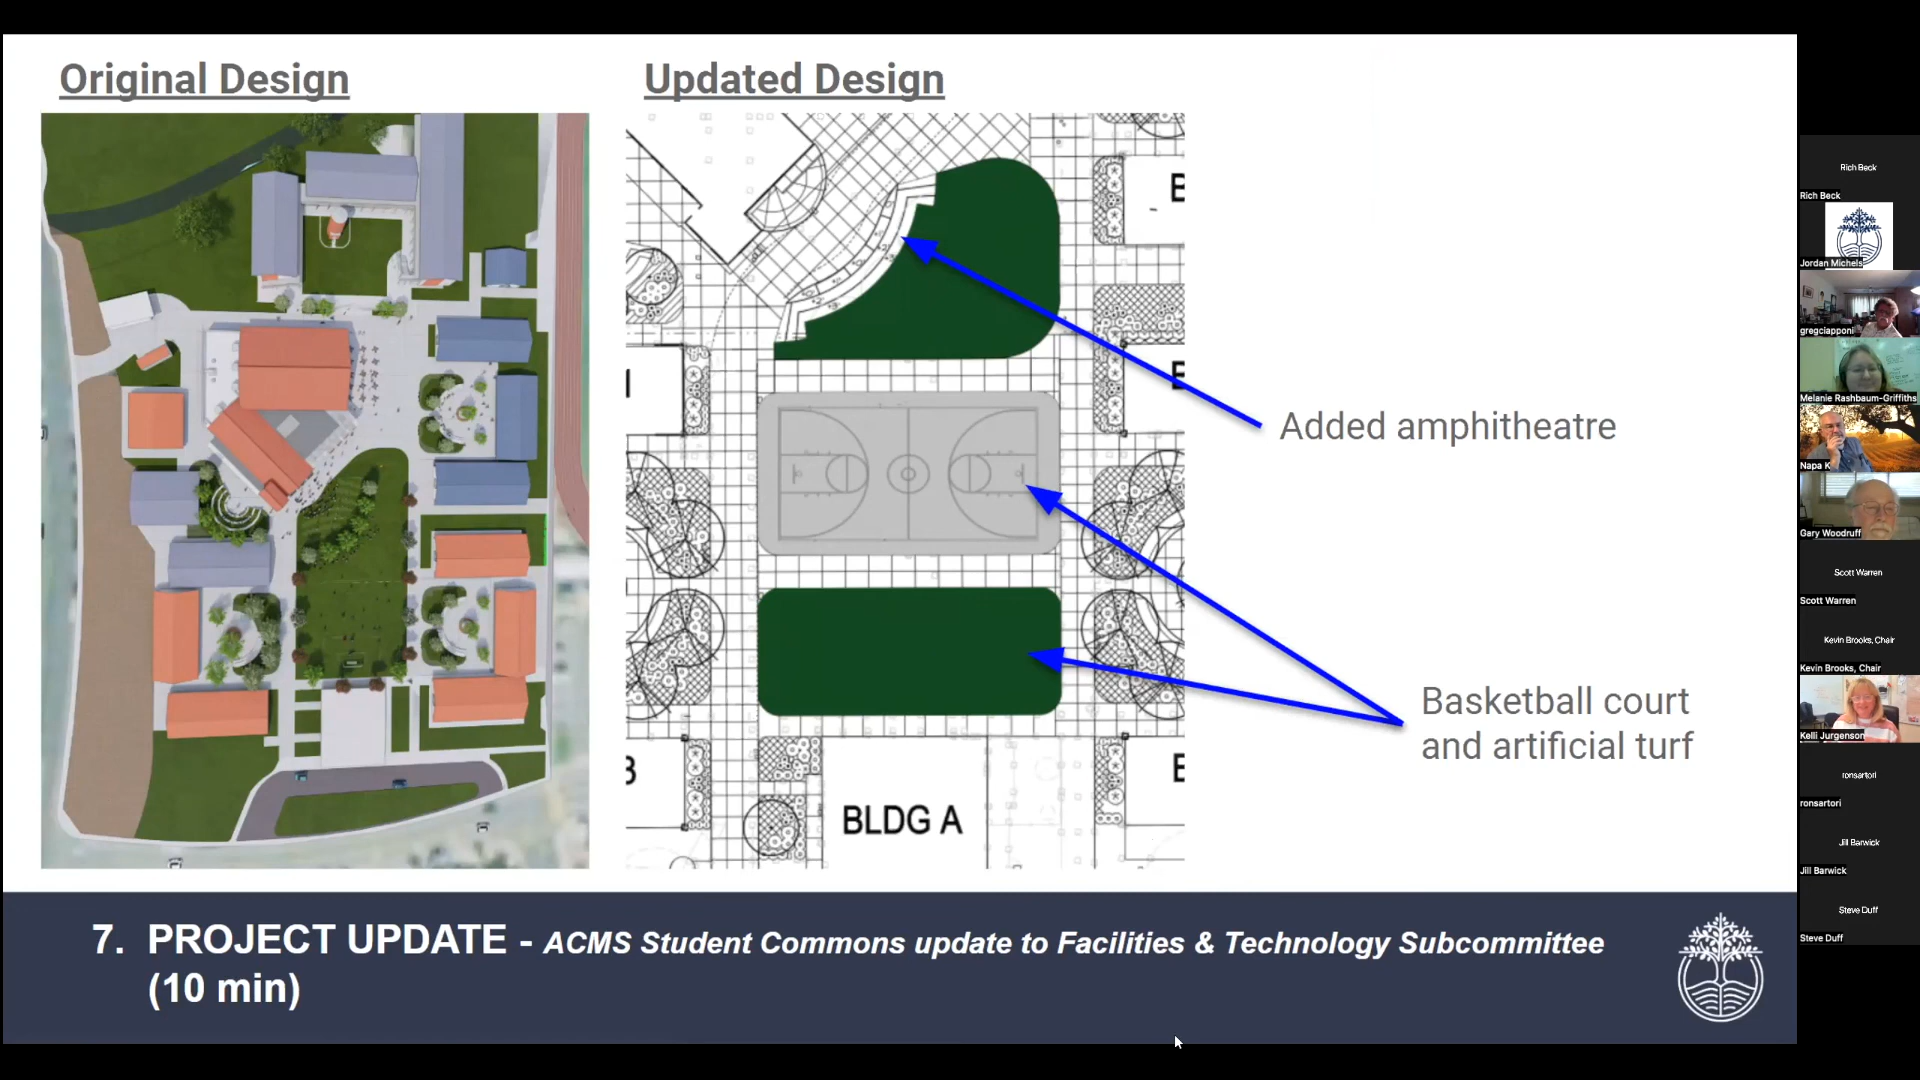 Original Design
Updated Design
Added amphitheatre
Basketball court
and artificial turf
BLDG A
7. PROJECT UPDATE - ACMS Student Commons update to Facilities & Technology Subcommittee
(10 min)
Rich Beck
Rich Beck
Jordan Michels
gregciapponi
Melanie Rashbaum-Griffiths
Napa K
Gary Woodruff
Scott Warren
Scott Warren
Kevin Brooks, Chair
Kevin Brooks, Chair
Kelli Jurgenson
ronsartori
ronsartori
Jill Barwick
Jill Barwick
Steve Duff
Steve Duff